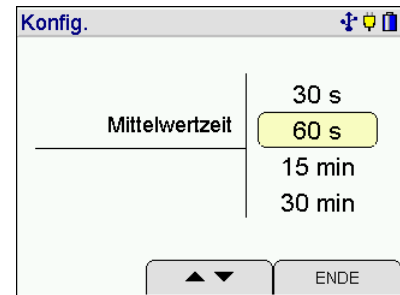 Konfig.
30 s
Mittelwertzeit
60 s
15 min
30 min
▲ ▼
ENDE